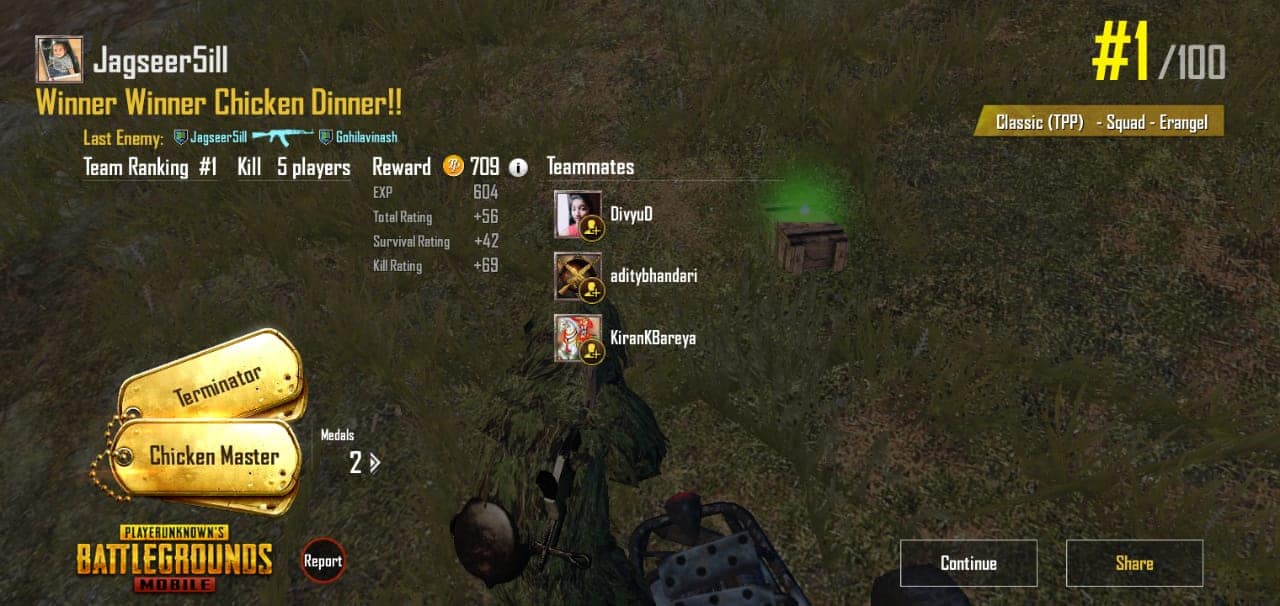 Jagseer5ill
#1/100
Winner Winner Chicken Dinner!!
Classic (TPP) - Squad - Erangel
Last Enemy: Jagseer5ill Gohilavinash
Team Ranking #1 Kill 5 players Reward 709 i Teammates
EXP 604
Total Rating +56
Survival Rating +42
Kill Rating +69
DivyuD
aditybhandari
KiranKBareya
Terminator
Chicken Master
Medals
2
PLAYERUNKNOWN'S
BATTLEGROUNDS
MOBILE
Report
Continue
Share